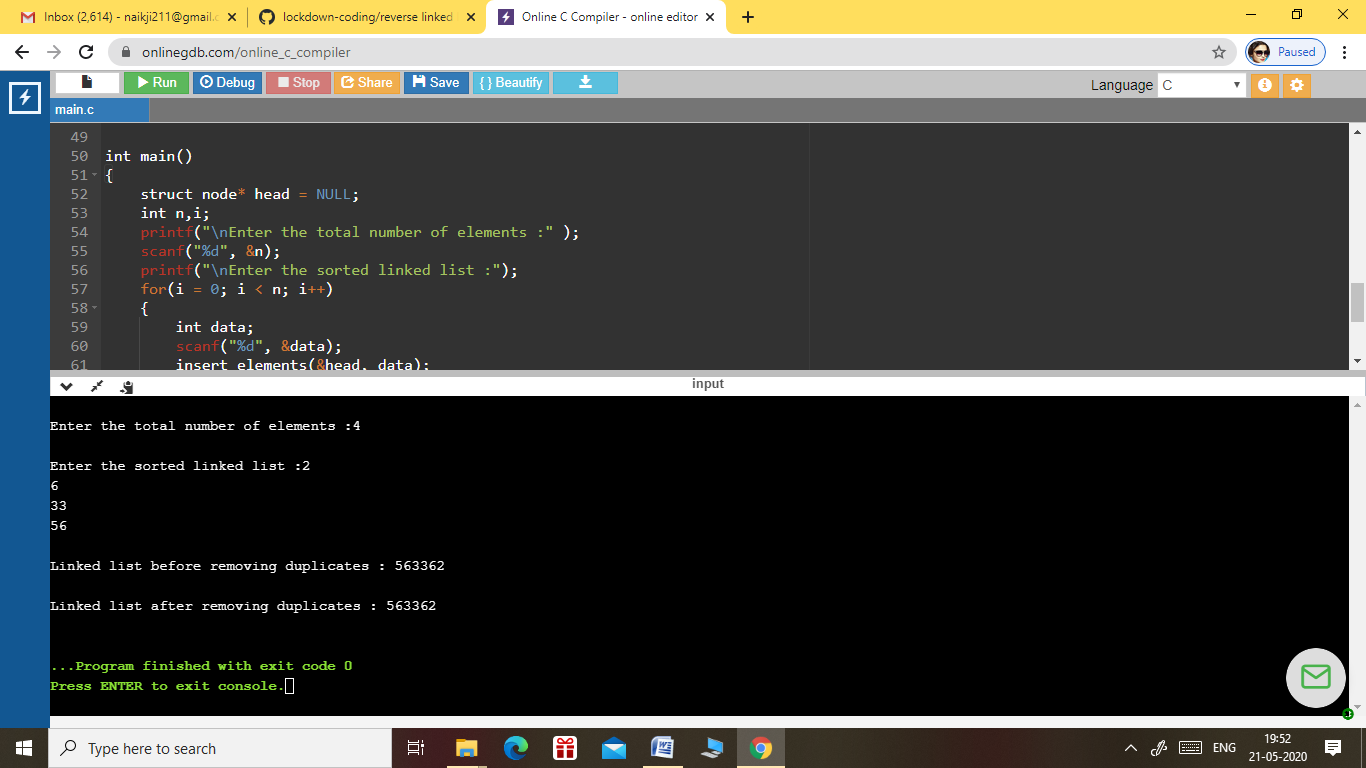 Inbox (2,614) - naikji211@gmail.c
lockdown-coding/reverse linked
Online C Compiler - online editor
onlinegdb.com/online_c_compiler
Paused
Run Debug Stop Share Save { } Beautify
Language C
main.c
49
50 int main()
51 {
52 struct node* head = NULL;
53 int n,i;
54 printf("\nEnter the total number of elements :" );
55 scanf("%d", &n);
56 printf("\nEnter the sorted linked list :");
57 for(i = 0; i < n; i++)
58 {
59 int data;
60 scanf("%d", &data);
61 insert_elements(&head, data);
input
Enter the total number of elements :4
Enter the sorted linked list :2
6
33
56
Linked list before removing duplicates : 563362
Linked list after removing duplicates : 563362
...Program finished with exit code 0
Press ENTER to exit console.
Type here to search
ENG
19:52
21-05-2020